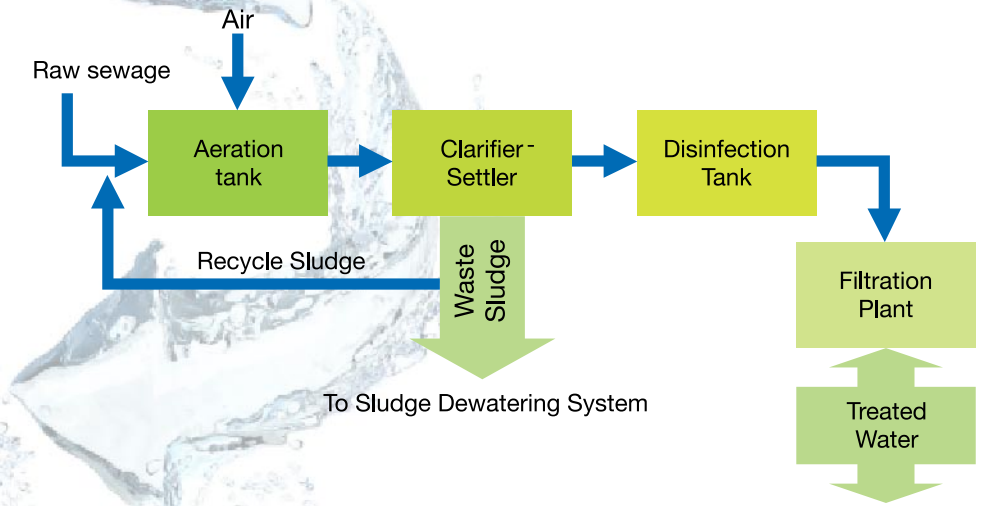 Air
Raw sewage
Aeration
tank
Clarifier -
Settler
Disinfection
Tank
Recycle Sludge
Waste
Sludge
Filtration
Plant
To Sludge Dewatering System
Treated
Water